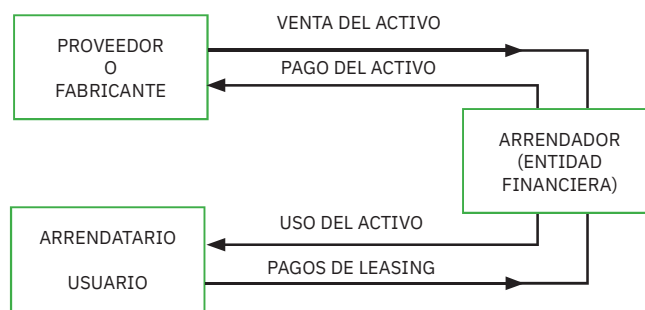 VENTA DEL ACTIVO
PROVEEDOR
O
FABRICANTE
PAGO DEL ACTIVO
ARRENDADOR
(ENTIDAD
FINANCIERA)
USO DEL ACTIVO
ARRENDATARIO
USUARIO
PAGOS DE LEASING